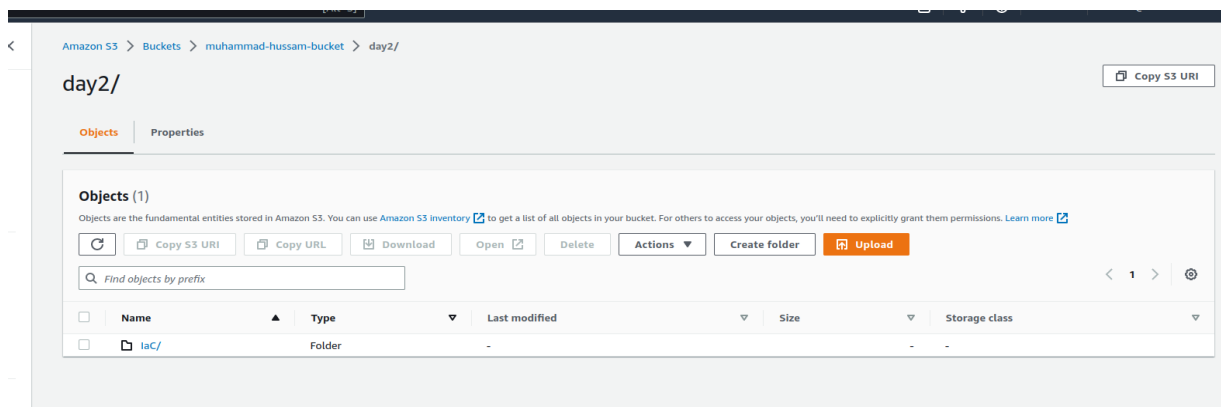 Amazon S3 > Buckets > muhammad-hussam-bucket > day2/
day2/
Copy S3 URI
Objects Properties
Objects (1)
Objects are the fundamental entities stored in Amazon S3. You can use Amazon S3 inventory to get a list of all objects in your bucket. For others to access your objects, you'll need to explicitly grant them permissions. Learn more
Copy S3 URI Copy URL Download Open Delete Actions Create folder Upload
Find objects by prefix
1
Name Type Last modified Size Storage class
IaC/ Folder - - -